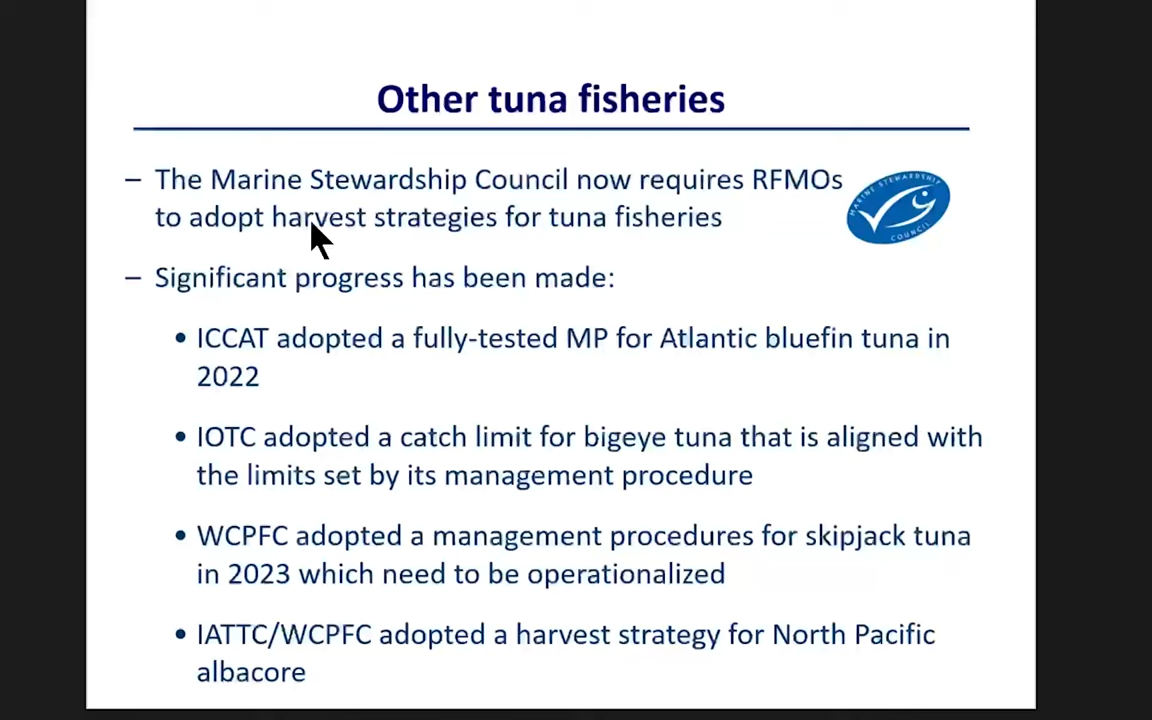 Other tuna fisheries
– The Marine Stewardship Council now requires RFMOs
to adopt harvest strategies for tuna fisheries
MARINE STEWARDSHIP
COUNCIL
– Significant progress has been made:
• ICCAT adopted a fully-tested MP for Atlantic bluefin tuna in
2022
• IOTC adopted a catch limit for bigeye tuna that is aligned with
the limits set by its management procedure
• WCPFC adopted a management procedures for skipjack tuna
in 2023 which need to be operationalized
• IATTC/WCPFC adopted a harvest strategy for North Pacific
albacore